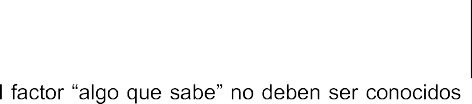 l factor “algo que sabe” no deben ser conocidos